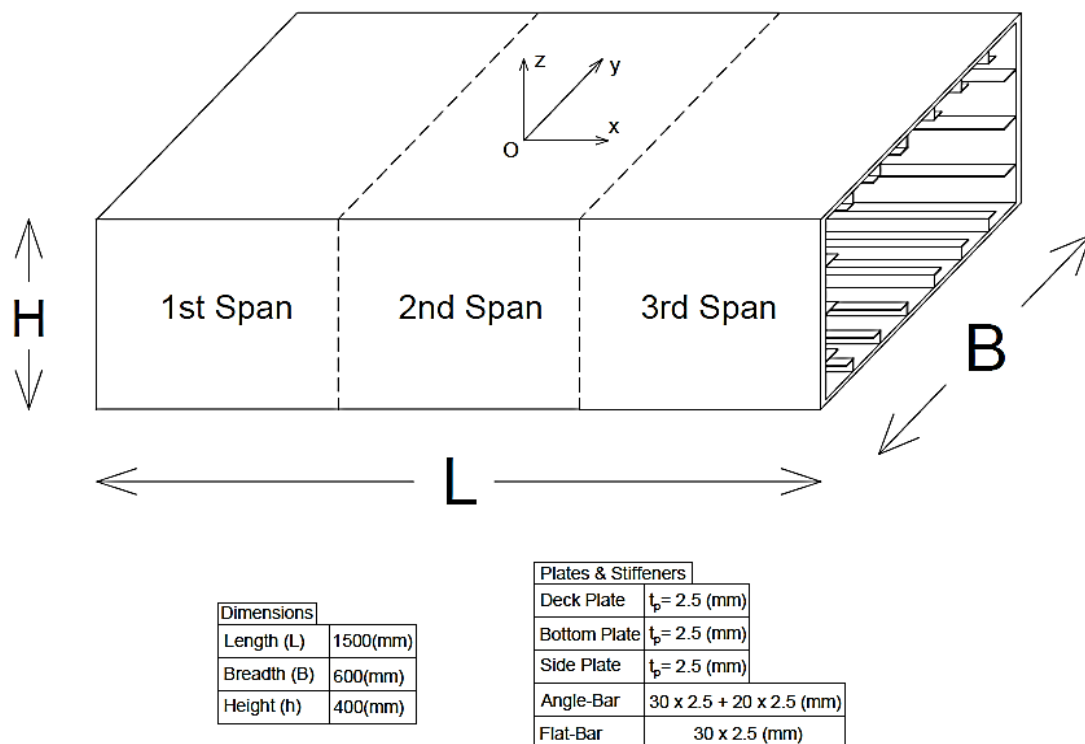 z
y
x
O
H
1st Span
2nd Span
3rd Span
B
L
Dimensions
Length (L) 1500(mm)
Breadth (B) 600(mm)
Height (h) 400(mm)
Plates & Stiffeners
Deck Plate tp= 2.5 (mm)
Bottom Plate tp= 2.5 (mm)
Side Plate tp= 2.5 (mm)
Angle-Bar 30 x 2.5 + 20 x 2.5 (mm)
Flat-Bar 30 x 2.5 (mm)